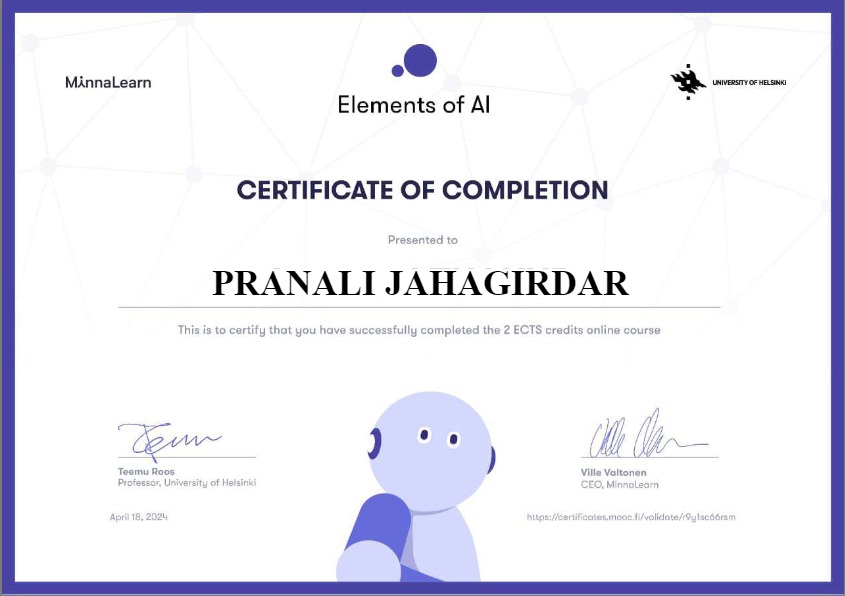 MinnaLearn
Elements of AI
UNIVERSITY OF HELSINKI
CERTIFICATE OF COMPLETION
Presented to
PRANALI JAHAGIRDAR
This is to certify that you have successfully completed the 2 ECTS credits online course
Teemu Roos
Professor, University of Helsinki
Ville Valtonen
CEO, MinnaLearn
April 18, 2024
https://certificates.mooc.fi/validate/r9y1sc66rsm